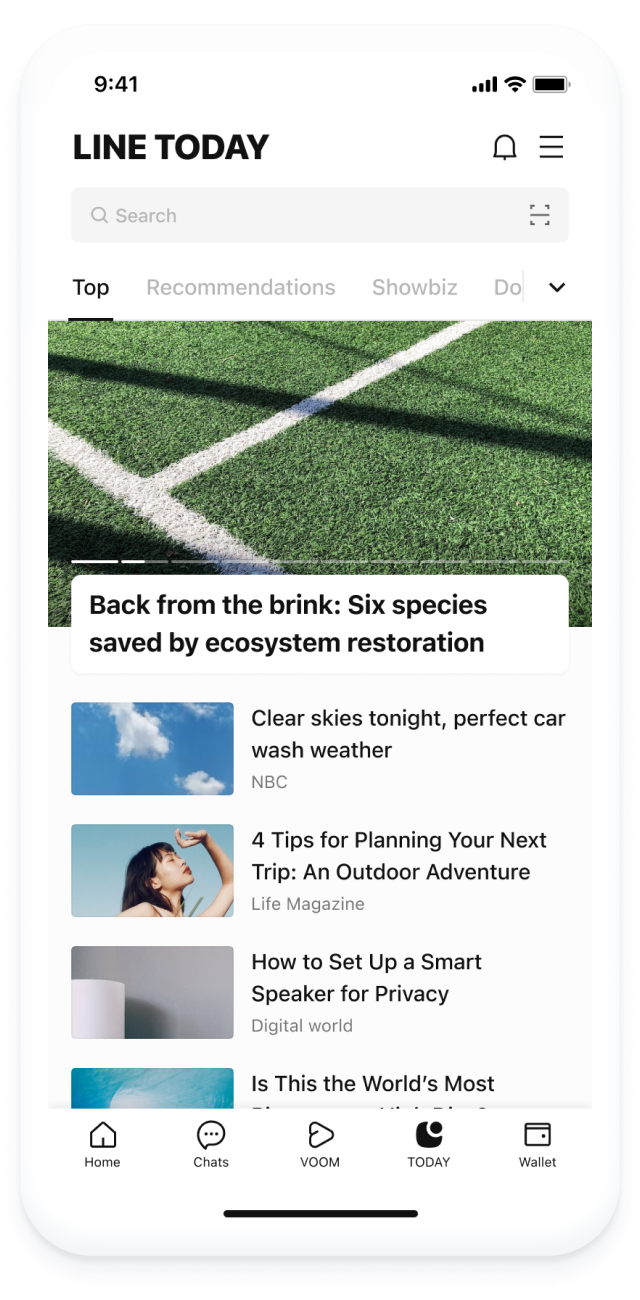 9:41
LINE TODAY
Search
Top Recommendations Showbiz Do
Back from the brink: Six species
saved by ecosystem restoration
Clear skies tonight, perfect car
wash weather
NBC
4 Tips for Planning Your Next
Trip: An Outdoor Adventure
Life Magazine
How to Set Up a Smart
Speaker for Privacy
Digital world
Is This the World’s Most
Home Chats VOOM TODAY Wallet